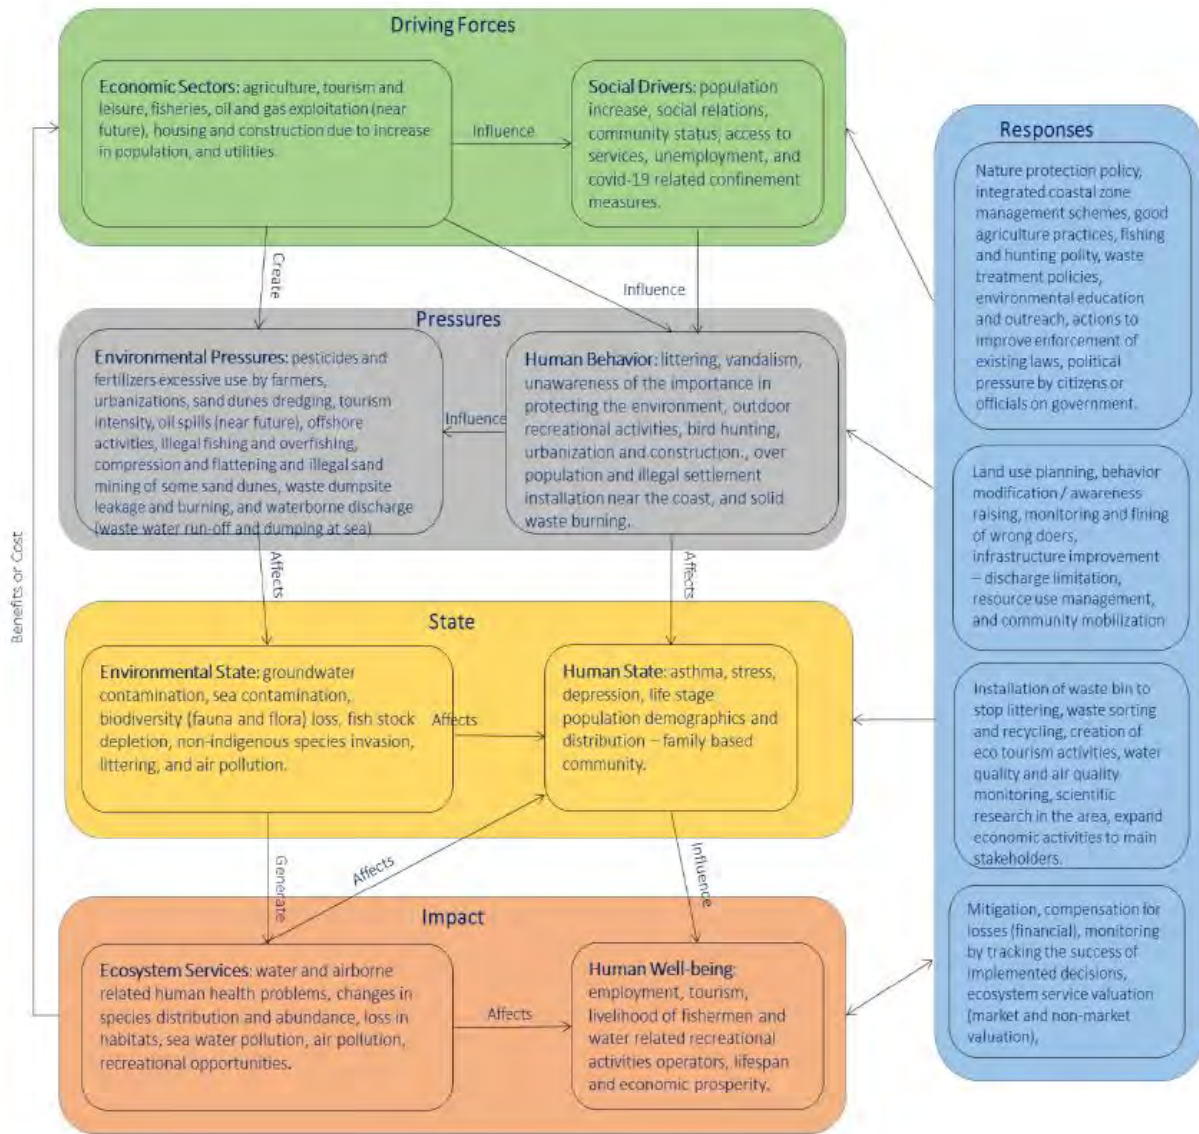 Driving Forces
Economic Sectors: agriculture, tourism and
leisure, fisheries, oil and gas exploitation (near
future), housing and construction due to increase
in population, and utilities.
Influence
Social Drivers: population
increase, social relations,
community status, access to
services, unemployment, and
covid-19 related confinement
measures.
Create
Influence
Pressures
Environmental Pressures: pesticides and
fertilizers excessive use by farmers,
urbanizations, sand dunes dredging, tourism
intensity, oil spills (near future), offshore
activities, illegal fishing and overfishing,
compression and flattening and illegal sand
mining of some sand dunes, waste dumpsite
leakage and burning, and waterborne discharge
(waste water run-off and dumping at sea)
Influence
Human Behavior: littering, vandalism,
unawareness of the importance in
protecting the environment, outdoor
recreational activities, bird hunting,
urbanization and construction., over
population and illegal settlement
installation near the coast, and solid
waste burning.
Affects
Affects
State
Environmental State: groundwater
contamination, sea contamination,
biodiversity (fauna and flora) loss, fish stock
depletion, non-indigenous species invasion,
littering, and air pollution.
Affects
Human State: asthma, stress,
depression, life stage
population demographics and
distribution – family based
community.
Generate
Affects
Influence
Impact
Ecosystem Services: water and airborne
related human health problems, changes in
species distribution and abundance, loss in
habitats, sea water pollution, air pollution,
recreational opportunities.
Affects
Human Well-being:
employment, tourism,
livelihood of fishermen and
water related recreational
activities operators, lifespan
and economic prosperity.
Benefits or Cost
Responses
Nature protection policy,
integrated coastal zone
management schemes, good
agriculture practices, fishing
and hunting polity, waste
treatment policies,
environmental education
and outreach, actions to
improve enforcement of
existing laws, political
pressure by citizens or
officials on government.
Land use planning, behavior
modification / awareness
raising, monitoring and fining
of wrong doers,
infrastructure improvement
– discharge limitation,
resource use management,
and community mobilization
Installation of waste bin to
stop littering, waste sorting
and recycling, creation of
eco tourism activities, water
quality and air quality
monitoring, scientific
research in the area, expand
economic activities to main
stakeholders.
Mitigation, compensation for
losses (financial), monitoring
by tracking the success of
implemented decisions,
ecosystem service valuation
(market and non-market
valuation),